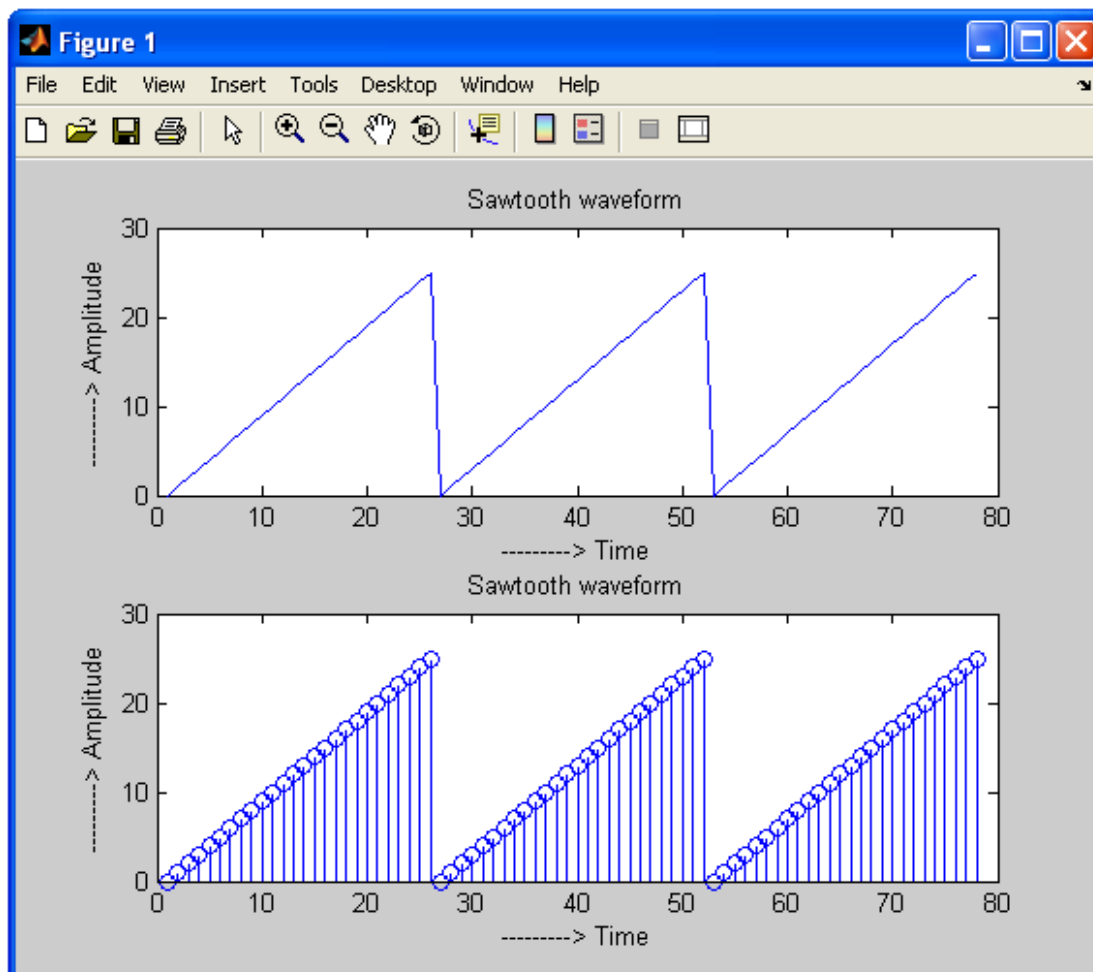 Figure 1
File Edit View Insert Tools Desktop Window Help
Sawtooth waveform
30
20
10
0
---------> Amplitude
0 10 20 30 40 50 60 70 80
---------> Time
Sawtooth waveform
30
20
10
0
---------> Amplitude
0 10 20 30 40 50 60 70 80
---------> Time